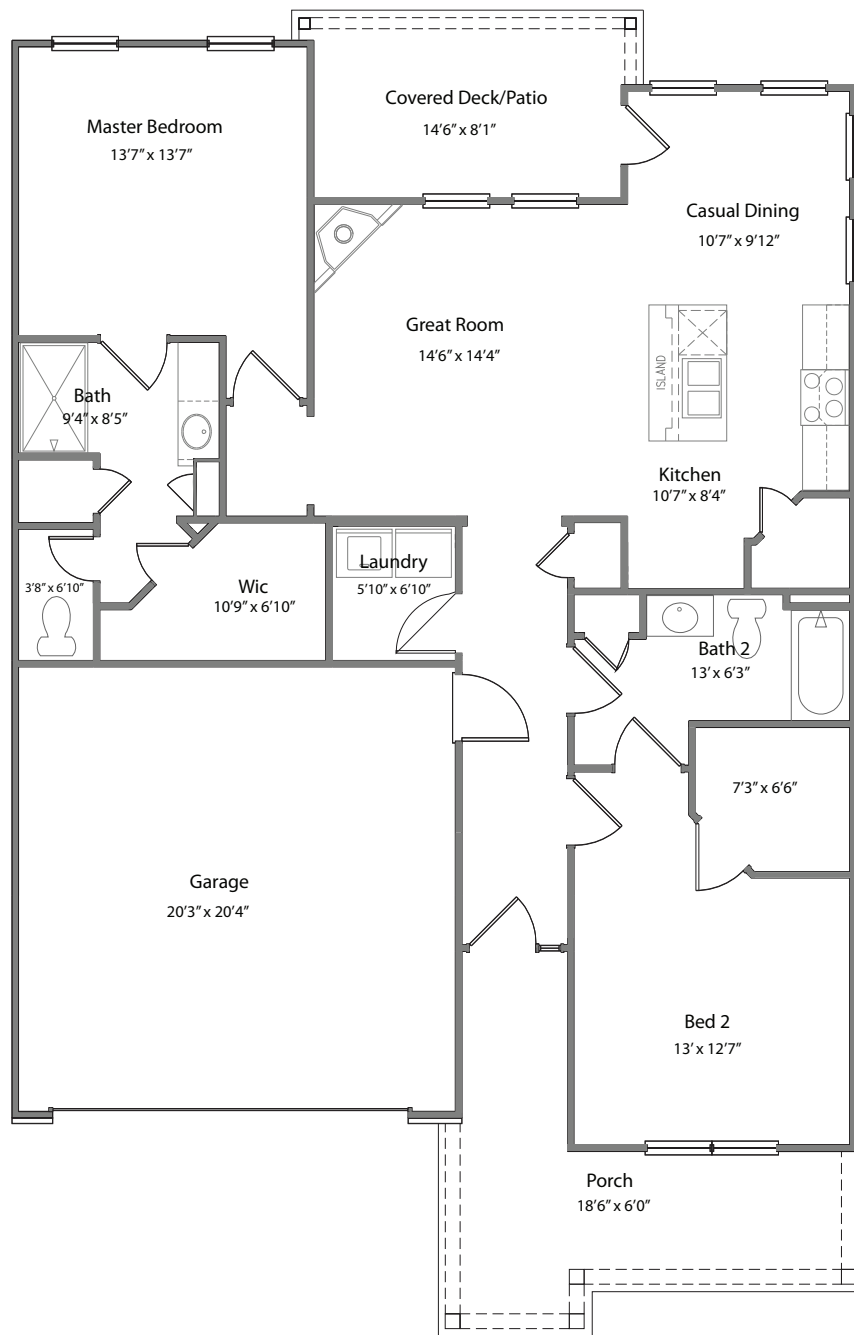 Covered Deck/Patio
14’6” x 8’1”
Master Bedroom
13’7” x 13’7”
Casual Dining
10’7” x 9’12”
Great Room
14’6” x 14’4”
ISLAND
Bath
9’4” x 8’5”
Kitchen
10’7” x 8’4”
Laundry
5’10” x 6’10”
3’8” x 6’10”
Wic
10’9” x 6’10”
Bath 2
13’ x 6’3”
7’3” x 6’6”
Garage
20’3” x 20’4”
Bed 2
13’ x 12’7”
Porch
18’6” x 6’0”